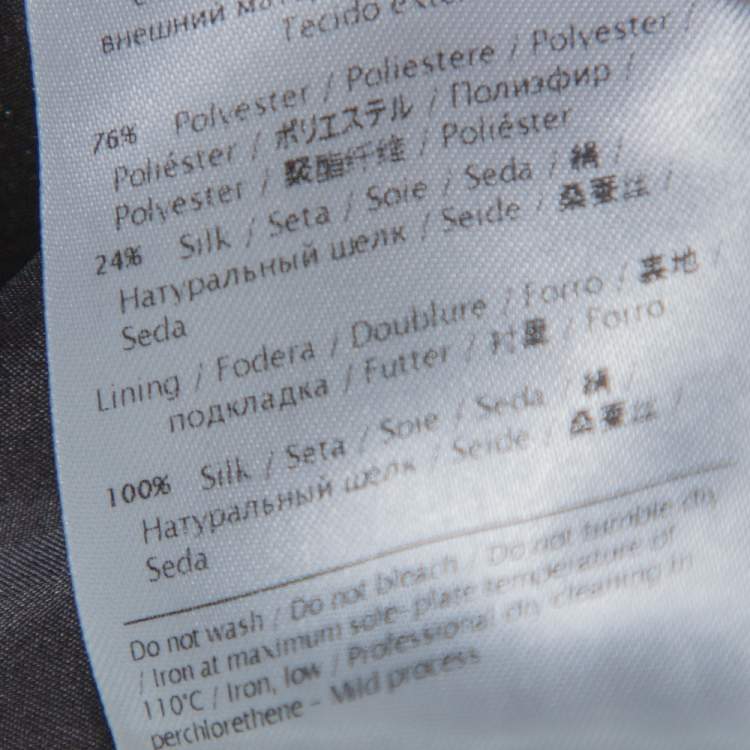 внешний
Tecido
76% Polyester / Poliestere / Polyester /
Poliéster / ポリエステル / Полиэфир /
Polyester / 聚酯纤维 / Poliéster
24% Silk / Seta / Soie / Seda / 絹 /
Натуральный шелк / Seide / 桑蚕丝 /
Seda
Lining / Fodera / Doublure / Forro / 裏地 /
подкладка / Futter / 衬里 / Forro
100% Silk / Seta / Soie / Seda / 絹 /
Натуральный шелк / Seide / 桑蚕丝 /
Seda
Do not wash / Do not bleach / Do not tumble dry
/ Iron at maximum sole-plate temperature of
110°C / Iron, low / Professional dry cleaning in
perchlorethene - Mild process